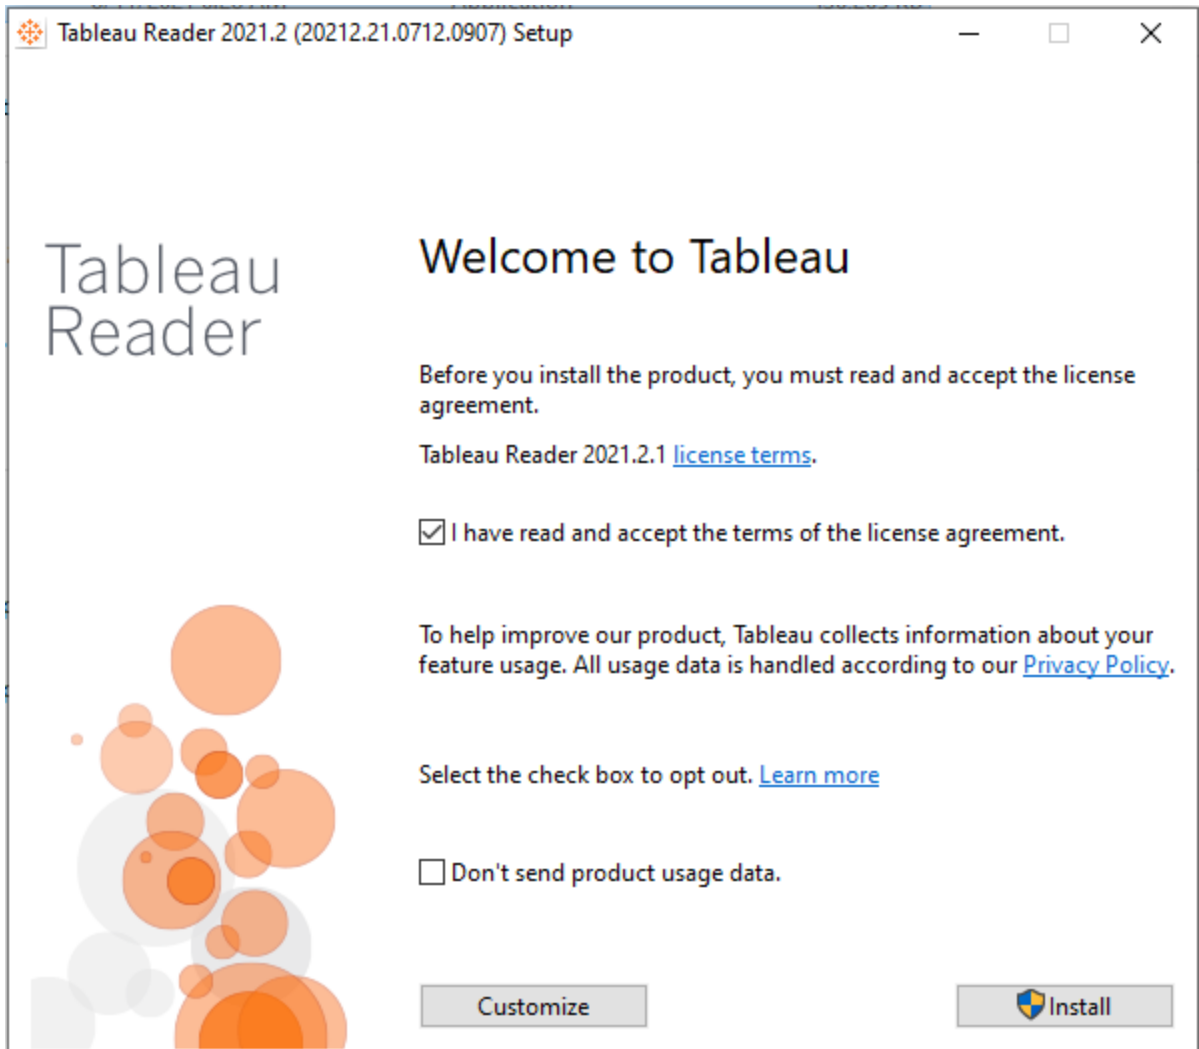 Tableau Reader 2021.2 (20212.21.0712.0907) Setup
Tableau
Reader
Welcome to Tableau
Before you install the product, you must read and accept the license
agreement.
Tableau Reader 2021.2.1 license terms.
I have read and accept the terms of the license agreement.
To help improve our product, Tableau collects information about your
feature usage. All usage data is handled according to our Privacy Policy.
Select the check box to opt out. Learn more
Don't send product usage data.
Customize
Install